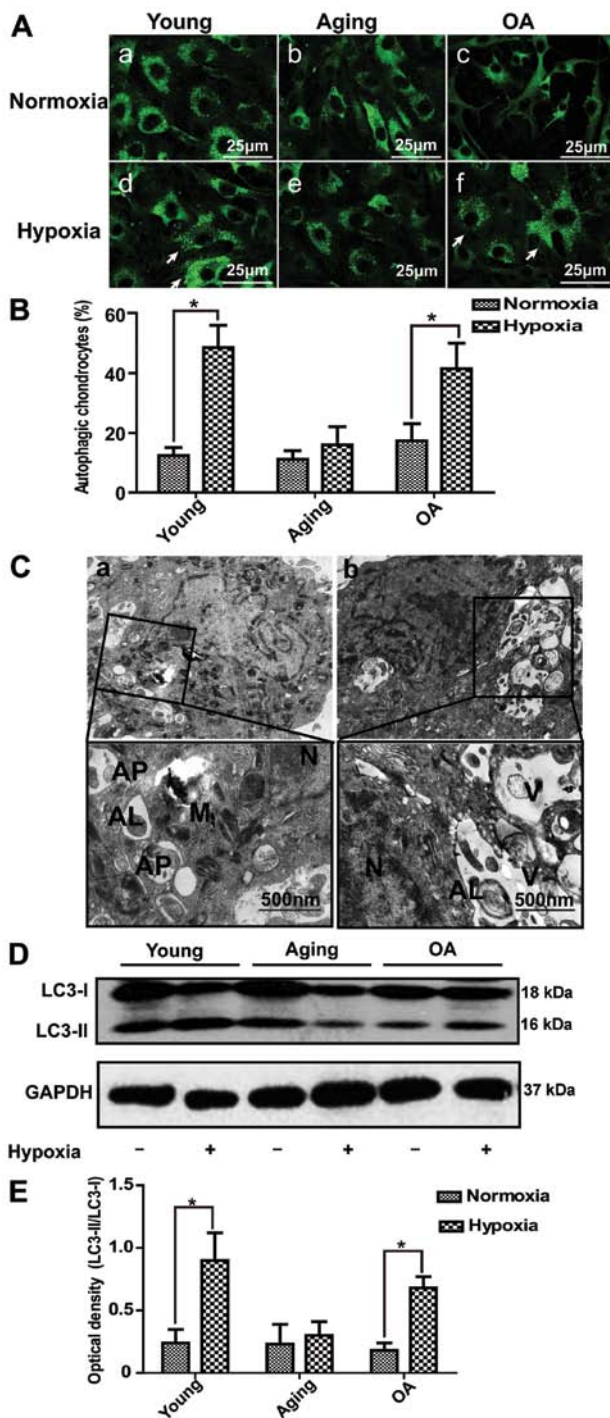 A
Young Aging OA
Normoxia
a b c
25μm 25μm 25μm
Hypoxia
d e f
25μm 25μm 25μm
B
Autophagic chondrocytes (%)
60
40
20
0
* *
Normoxia
Hypoxia
Young Aging OA
C
a b
AP N
AL M
AP
500nm
V
N
AL V
500nm
D
Young Aging OA
LC3-I 18 kDa
LC3-II 16 kDa
GAPDH 37 kDa
Hypoxia − + − + − +
E
Optical density (LC3-II/LC3-I)
1.5
1.0
0.5
0.0
* *
Normoxia
Hypoxia
Young Aging OA